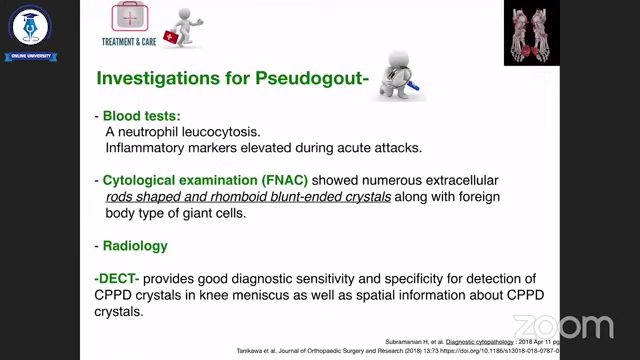 ONLINE UNIVERSITY
TREATMENT & CARE
Investigations for Pseudogout-
- Blood tests:
A neutrophil leucocytosis.
Inflammatory markers elevated during acute attacks.
- Cytological examination (FNAC) showed numerous extracellular
rods shaped and rhomboid blunt-ended crystals along with foreign
body type of giant cells.
- Radiology
-DECT- provides good diagnostic sensitivity and specificity for detection of
CPPD crystals in knee meniscus as well as spatial information about CPPD
crystals.
Subramanian H, et al. Diagnostic cytopathology : 2018 Apr 11 pg
Tanikawa et al. Journal of Orthopaedic Surgery and Research (2018) 13:73 https://doi.org/10.1186/s13018-018-0787-0
zoom